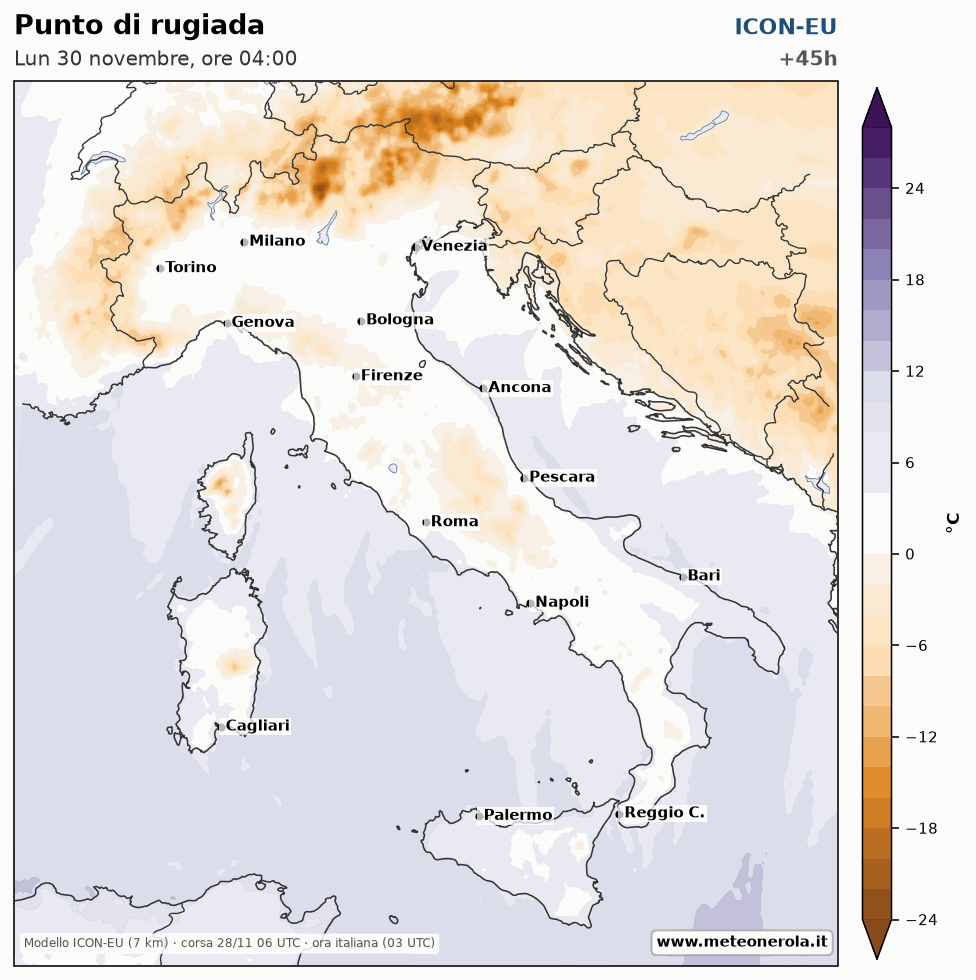 Punto di rugiada
ICON-EU
Lun 30 novembre, ore 04:00
+45h
Milano
Venezia
Torino
Genova
Bologna
Firenze
Ancona
Pescara
Roma
Bari
Napoli
Cagliari
Palermo
Reggio C.
24
18
12
6
0
−6
−12
−18
−24
°C
Modello ICON-EU (7 km) · corsa 28/11 06 UTC · ora italiana (03 UTC)
www.meteonerola.it